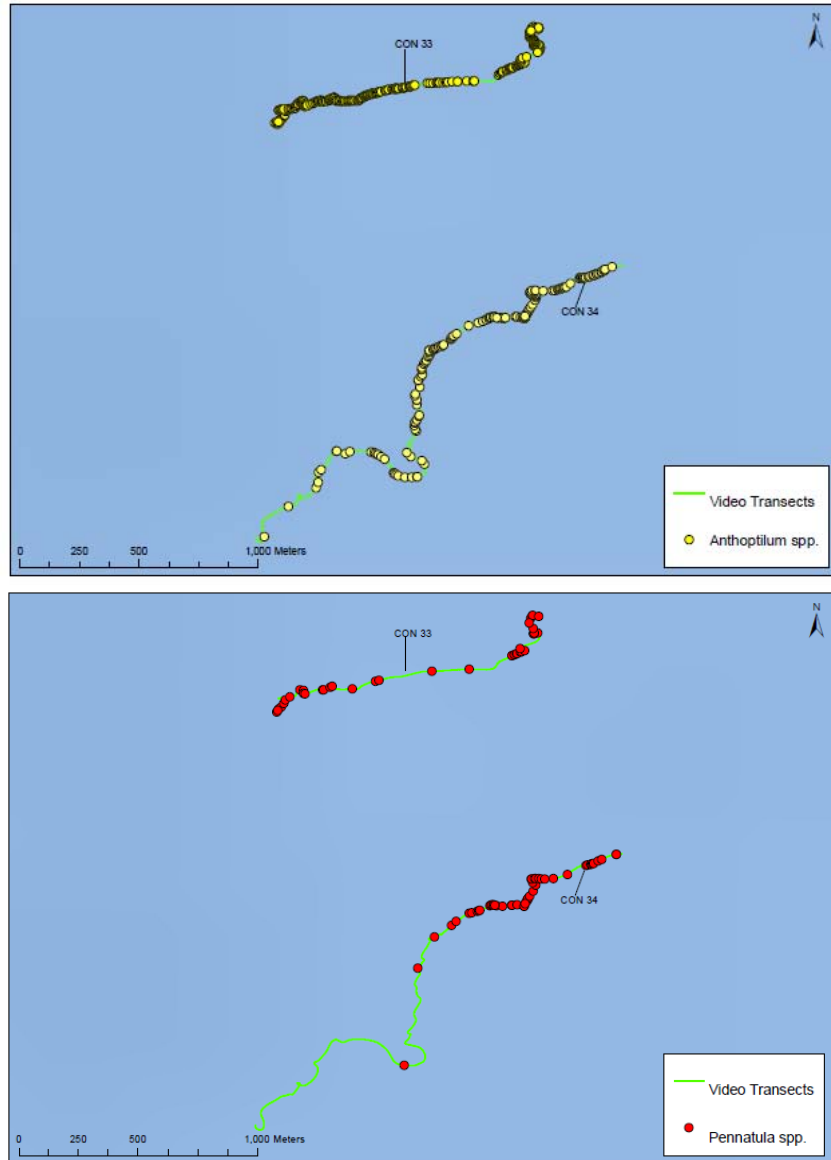 N
CON 33
CON 34
Video Transects
Anthoptilum spp.
0 250 500 1,000 Meters
N
CON 33
CON 34
Video Transects
Pennatula spp.
0 250 500 1,000 Meters